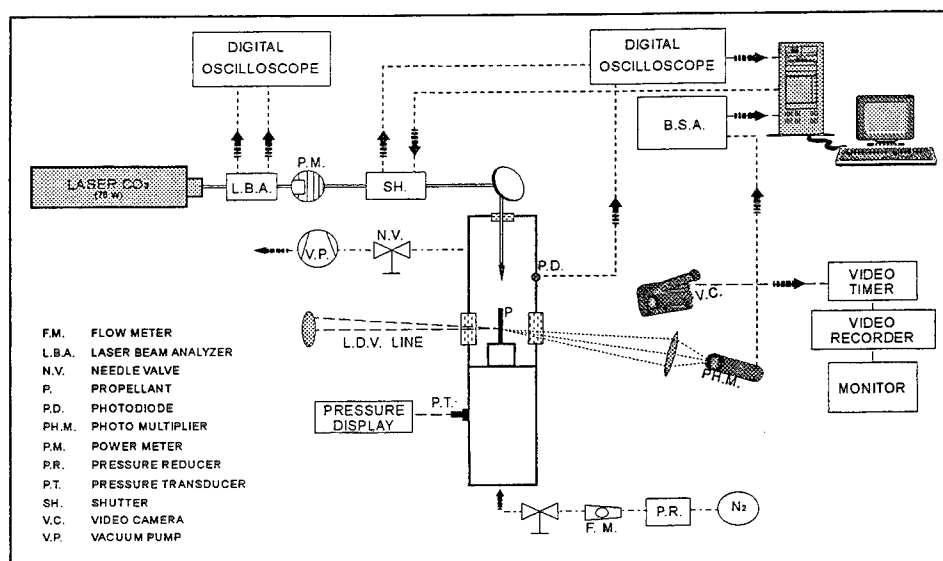 DIGITAL
OSCILLOSCOPE
DIGITAL
OSCILLOSCOPE
B.S.A.
P.M.
LASER CO2
(75 W)
L.B.A.
SH.
N.V.
V.P.
P.D.
V.C.
VIDEO
TIMER
P
L.D.V. LINE
VIDEO
RECORDER
PH.M.
MONITOR
P.T.
PRESSURE
DISPLAY
F.M. FLOW METER
L.B.A. LASER BEAM ANALYZER
N.V. NEEDLE VALVE
P. PROPELLANT
P.D. PHOTODIODE
PH.M. PHOTO MULTIPLIER
P.M. POWER METER
P.R. PRESSURE REDUCER
P.T. PRESSURE TRANSDUCER
SH. SHUTTER
V.C. VIDEO CAMERA
V.P. VACUUM PUMP
F. M.
P.R.
N2